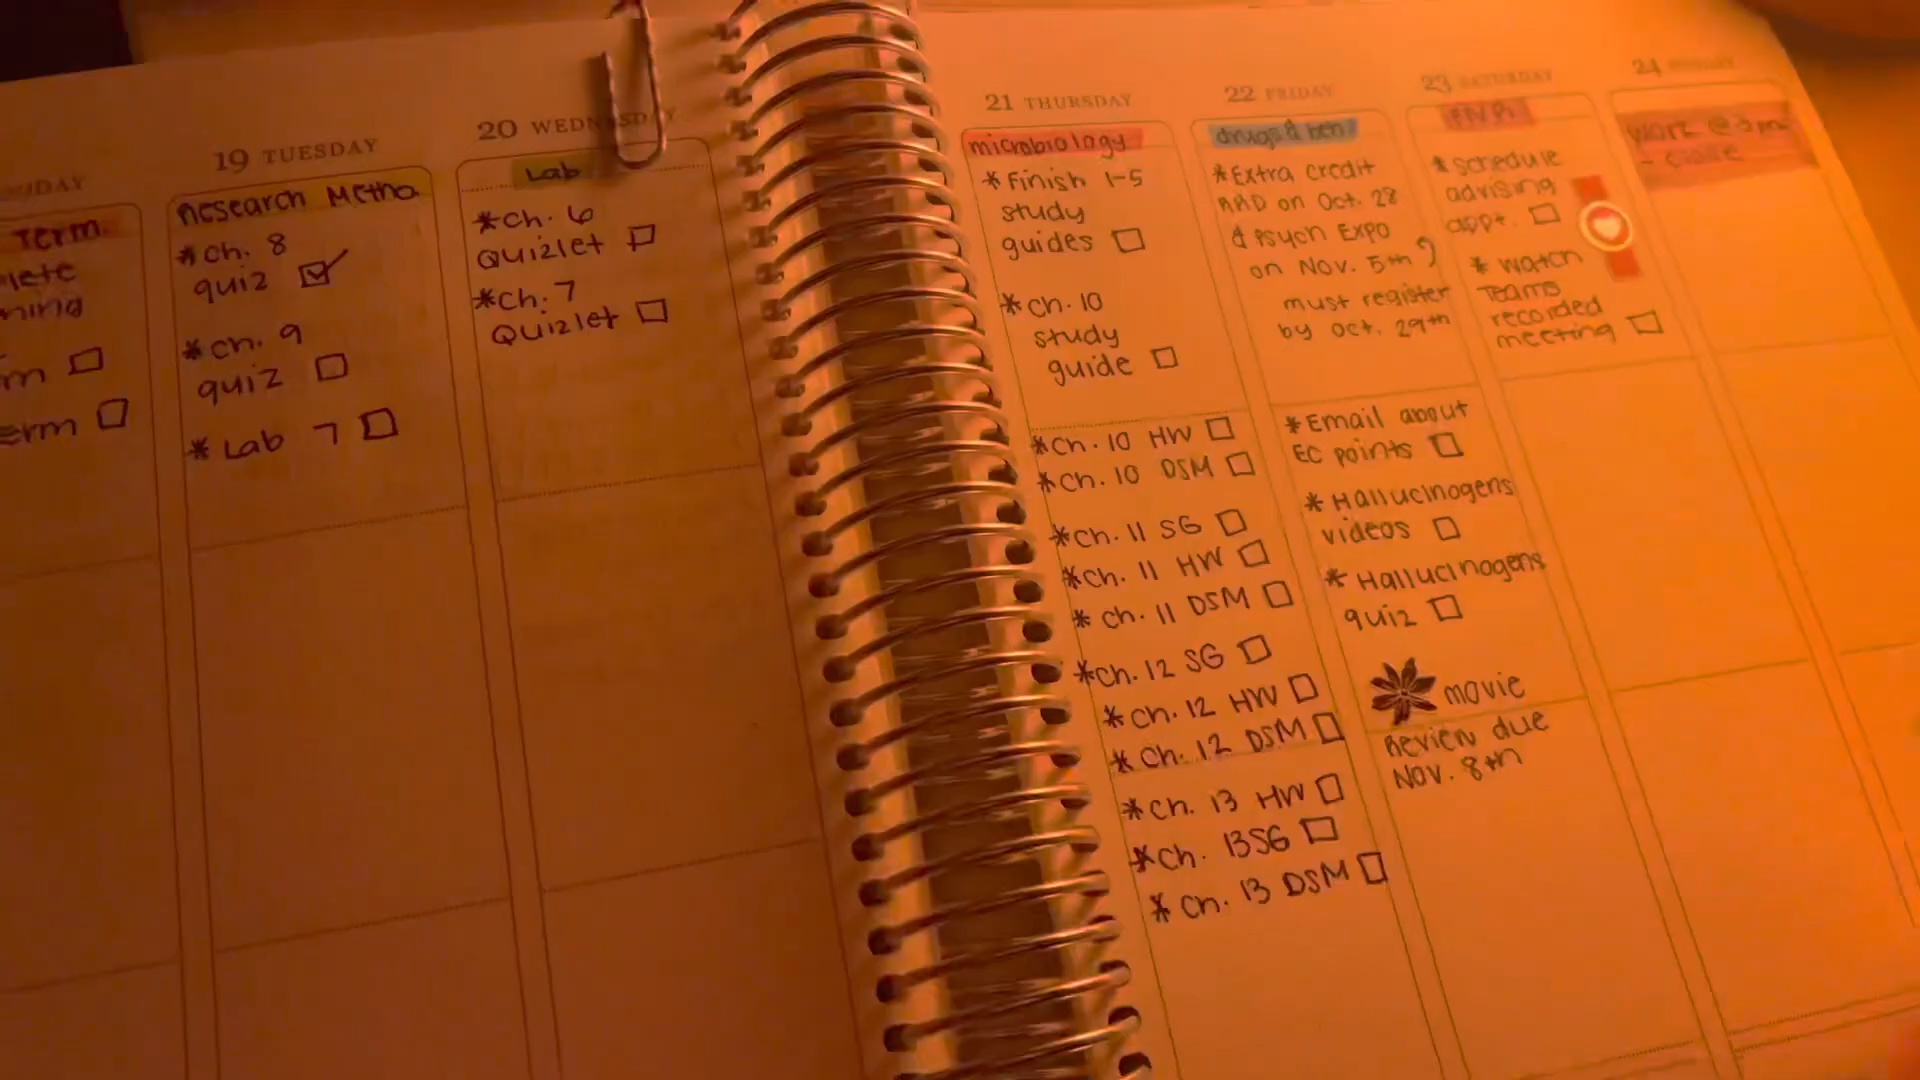 Term
19 TUESDAY
Research Metho
*Ch. 8
quiz
*Ch. 9
quiz
*Lab 7
20 WEDNESDAY
Lab
*Ch. 6
Quizlet
*Ch. 7
Quizlet
21 THURSDAY
microbiology
*Finish 1-5
study
guides
*Ch. 10
study
guide
*Ch. 10 HW
*Ch. 10 DSM
*Ch. 11 SG
*Ch. 11 HW
*Ch. 11 DSM
*Ch. 12 SG
*Ch. 12 HW
*Ch. 12 DSM
*Ch. 13 HW
*Ch. 13 SG
*Ch. 13 DSM
22 FRIDAY
drugs &
*Extra credit
on Oct. 28
& Psych Expo
on Nov. 5th
must register
by Oct. 29th
*Email about
EC points
*Hallucinogens
videos
*Hallucinogens
quiz
movie
Review due
Nov. 8th
23 SATURDAY
*schedule
advising
appt.
*watch
Teams
recorded
meeting
24 SUNDAY
work @ 3 pm